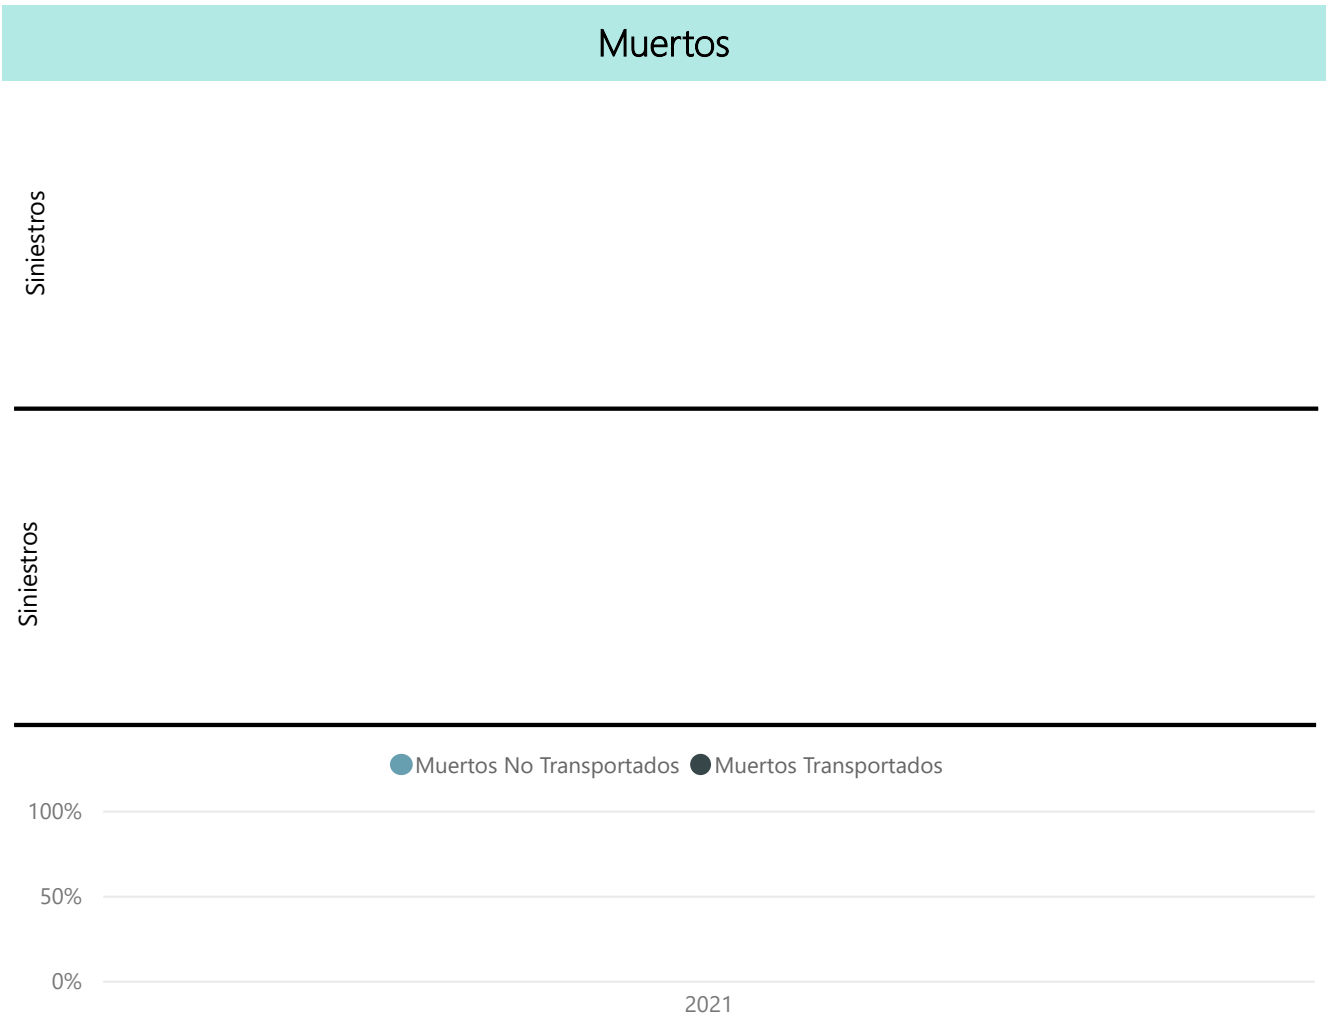 Muertos
Siniestros
Siniestros
Muertos No Transportados Muertos Transportados
100%
50%
0%
2021